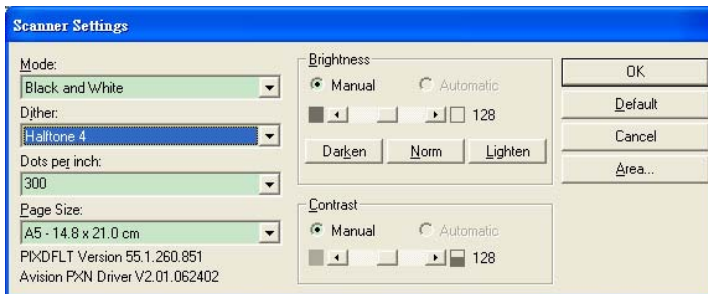 Scanner Settings
Mode:
Black and White
Dither:
Halftone 4
Dots per inch:
300
Page Size:
A5 - 14.8 x 21.0 cm
PIXDFLT Version 55.1.260.851
Avision PXN Driver V2.01.062402
Brightness
Manual Automatic
128
Darken Norm Lighten
Contrast
Manual Automatic
128
OK
Default
Cancel
Area...